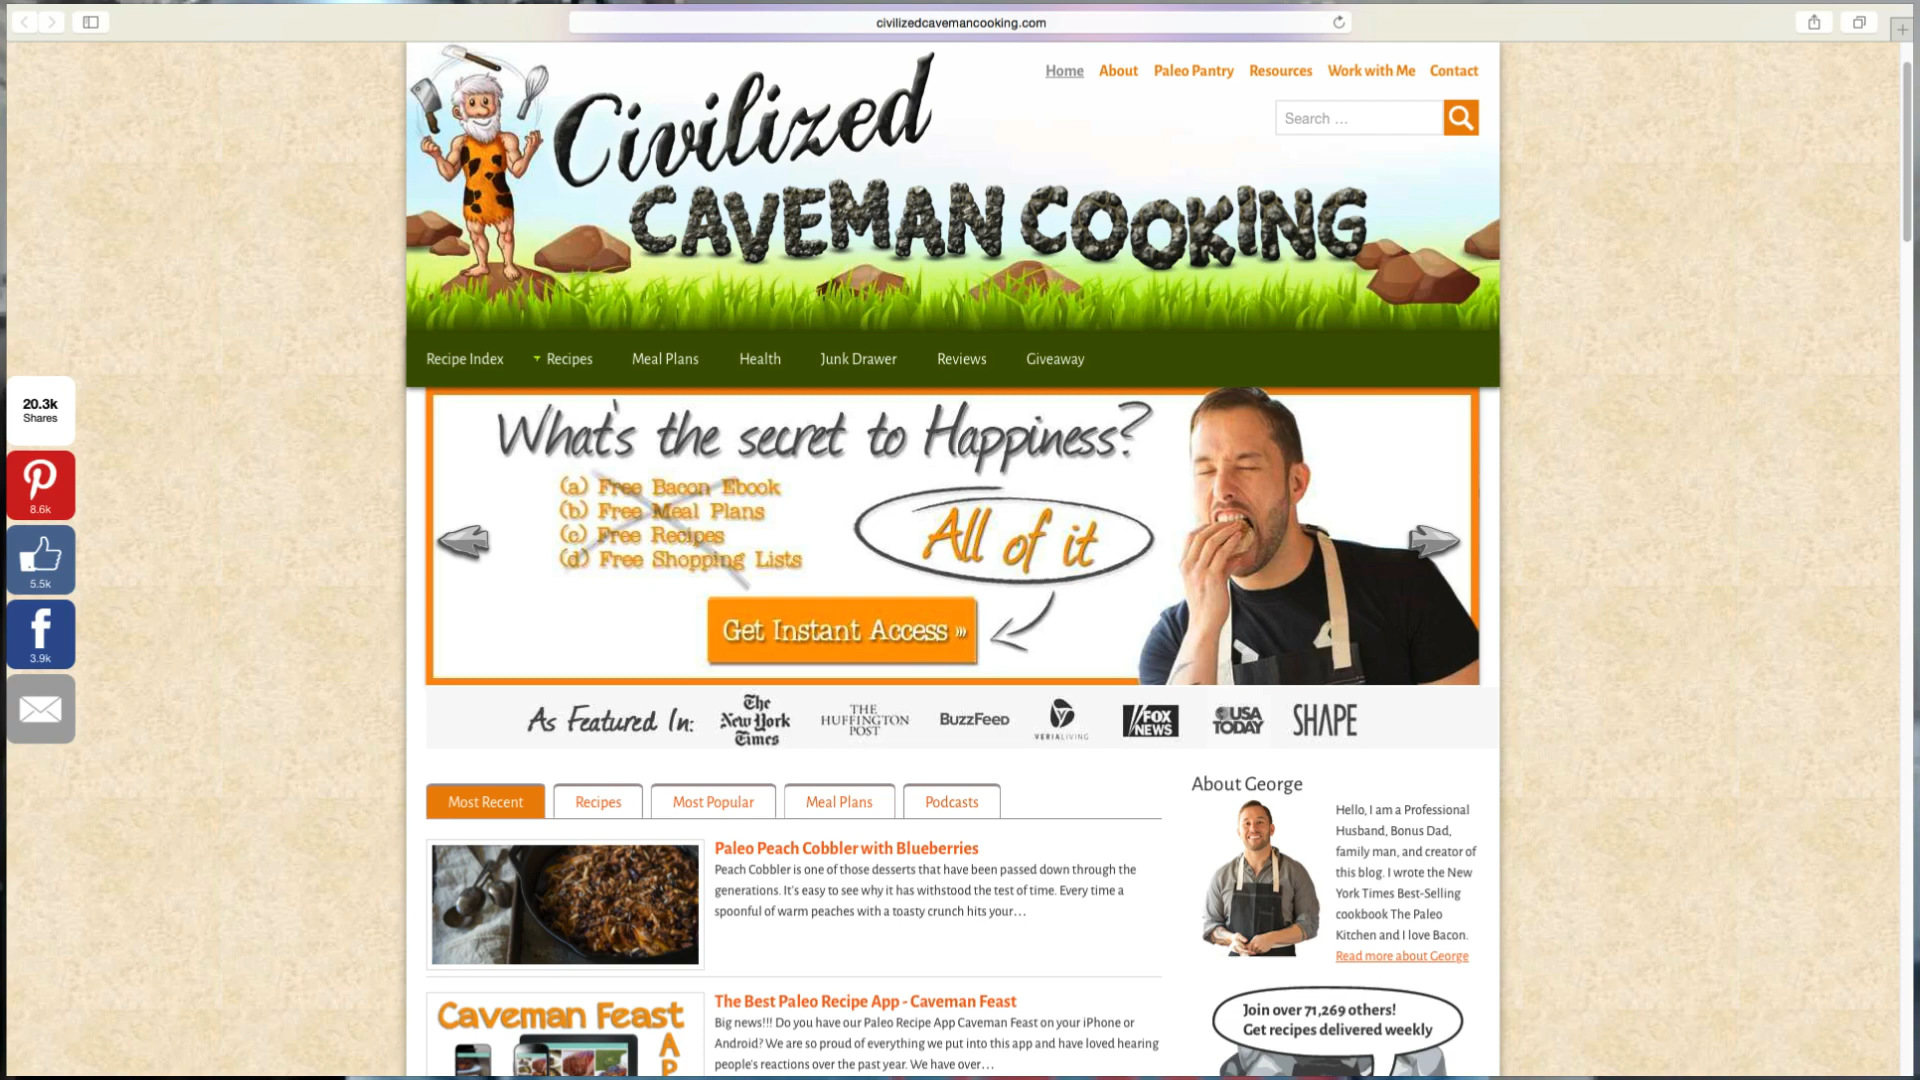 civilizedcavemancooking.com
Home About Paleo Pantry Resources Work with Me Contact
Search ...
Civilized
CAVEMAN COOKING
Recipe Index Recipes Meal Plans Health Junk Drawer Reviews Giveaway
20.3k
Shares
8.6k
5.5k
3.9k
What's the secret to Happiness?
(a) Free Bacon Ebook
(b) Free Meal Plans
(c) Free Recipes
(d) Free Shopping Lists
All of it
Get Instant Access »»
As Featured In:
The
New York
Times
THE
HUFFINGTON
POST
BuzzFeed
VERIALIVING
FOX
NEWS
USA
TODAY
SHAPE
Most Recent Recipes Most Popular Meal Plans Podcasts
Paleo Peach Cobbler with Blueberries
Peach Cobbler is one of those desserts that have been passed down through the
generations. It's easy to see why it has withstood the test of time. Every time a
spoonful of warm peaches with a toasty crunch hits your...
Caveman Feast
A
P
The Best Paleo Recipe App - Caveman Feast
Big news!!! Do you have our Paleo Recipe App Caveman Feast on your iPhone or
Android? We are so proud of everything we put into this app and have loved hearing
people's reactions over the past year. We have over...
About George
Hello, I am a Professional
Husband, Bonus Dad,
family man, and creator of
this blog. I wrote the New
York Times Best-Selling
cookbook The Paleo
Kitchen and I love Bacon.
Read more about George
Join over 71,269 others!
Get recipes delivered weekly